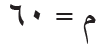 م = ٦٠